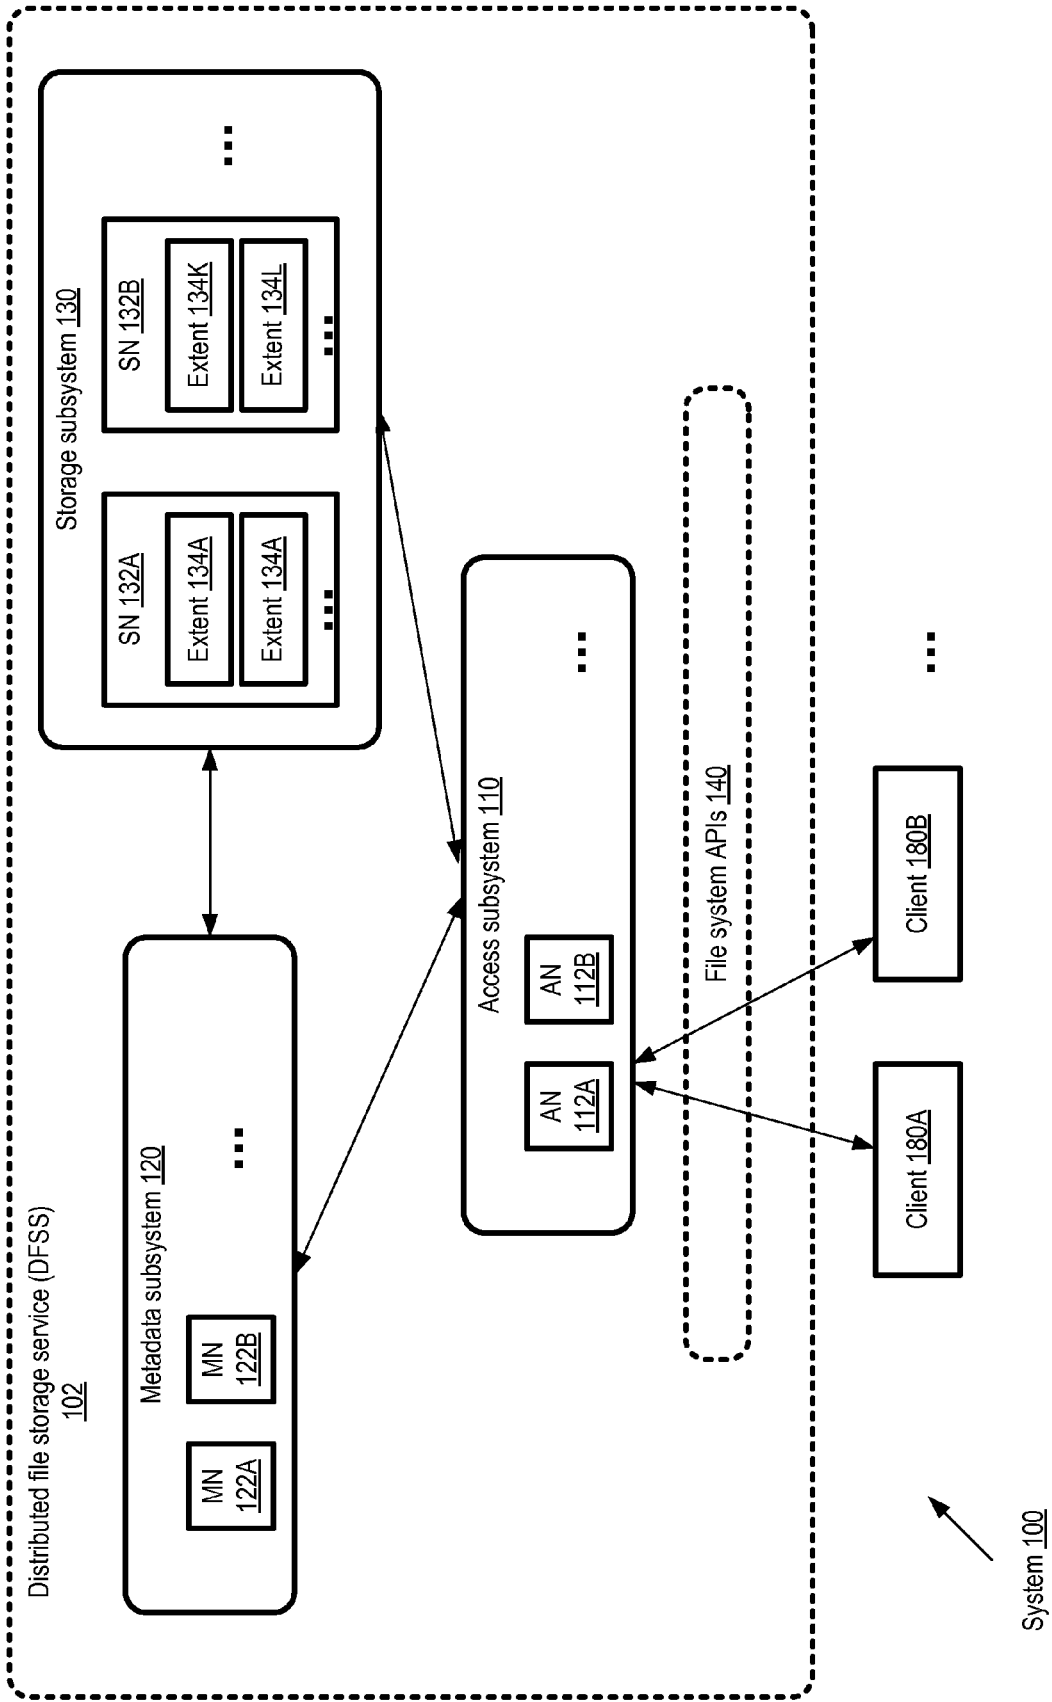 Distributed file storage service (DFSS)
102
Metadata subsystem 120
MN
122A
MN
122B
...
Storage subsystem 130
SN 132A
Extent 134A
Extent 134A
...
SN 132B
Extent 134K
Extent 134L
...
...
Access subsystem 110
AN
112A
AN
112B
...
File system APIs 140
Client 180A
Client 180B
...
System 100